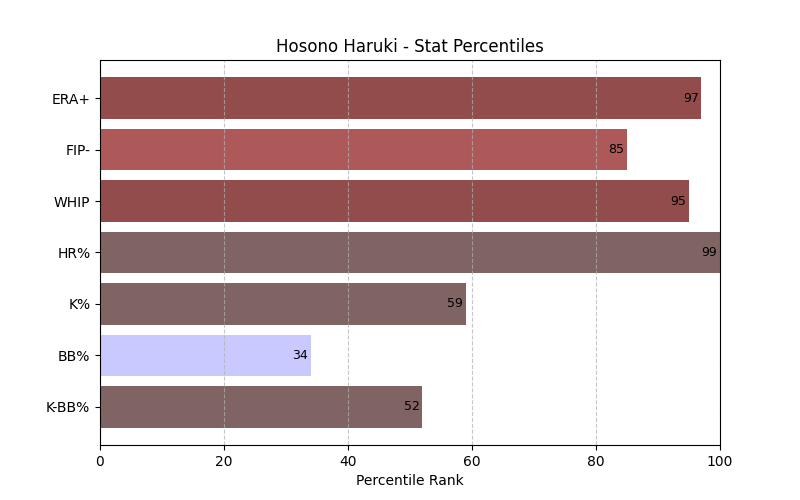 Hosono Haruki - Stat Percentiles
ERA+ 97
FIP- 85
WHIP 95
HR% 99
K% 59
BB% 34
K-BB% 52
0 20 40 60 80 100
Percentile Rank